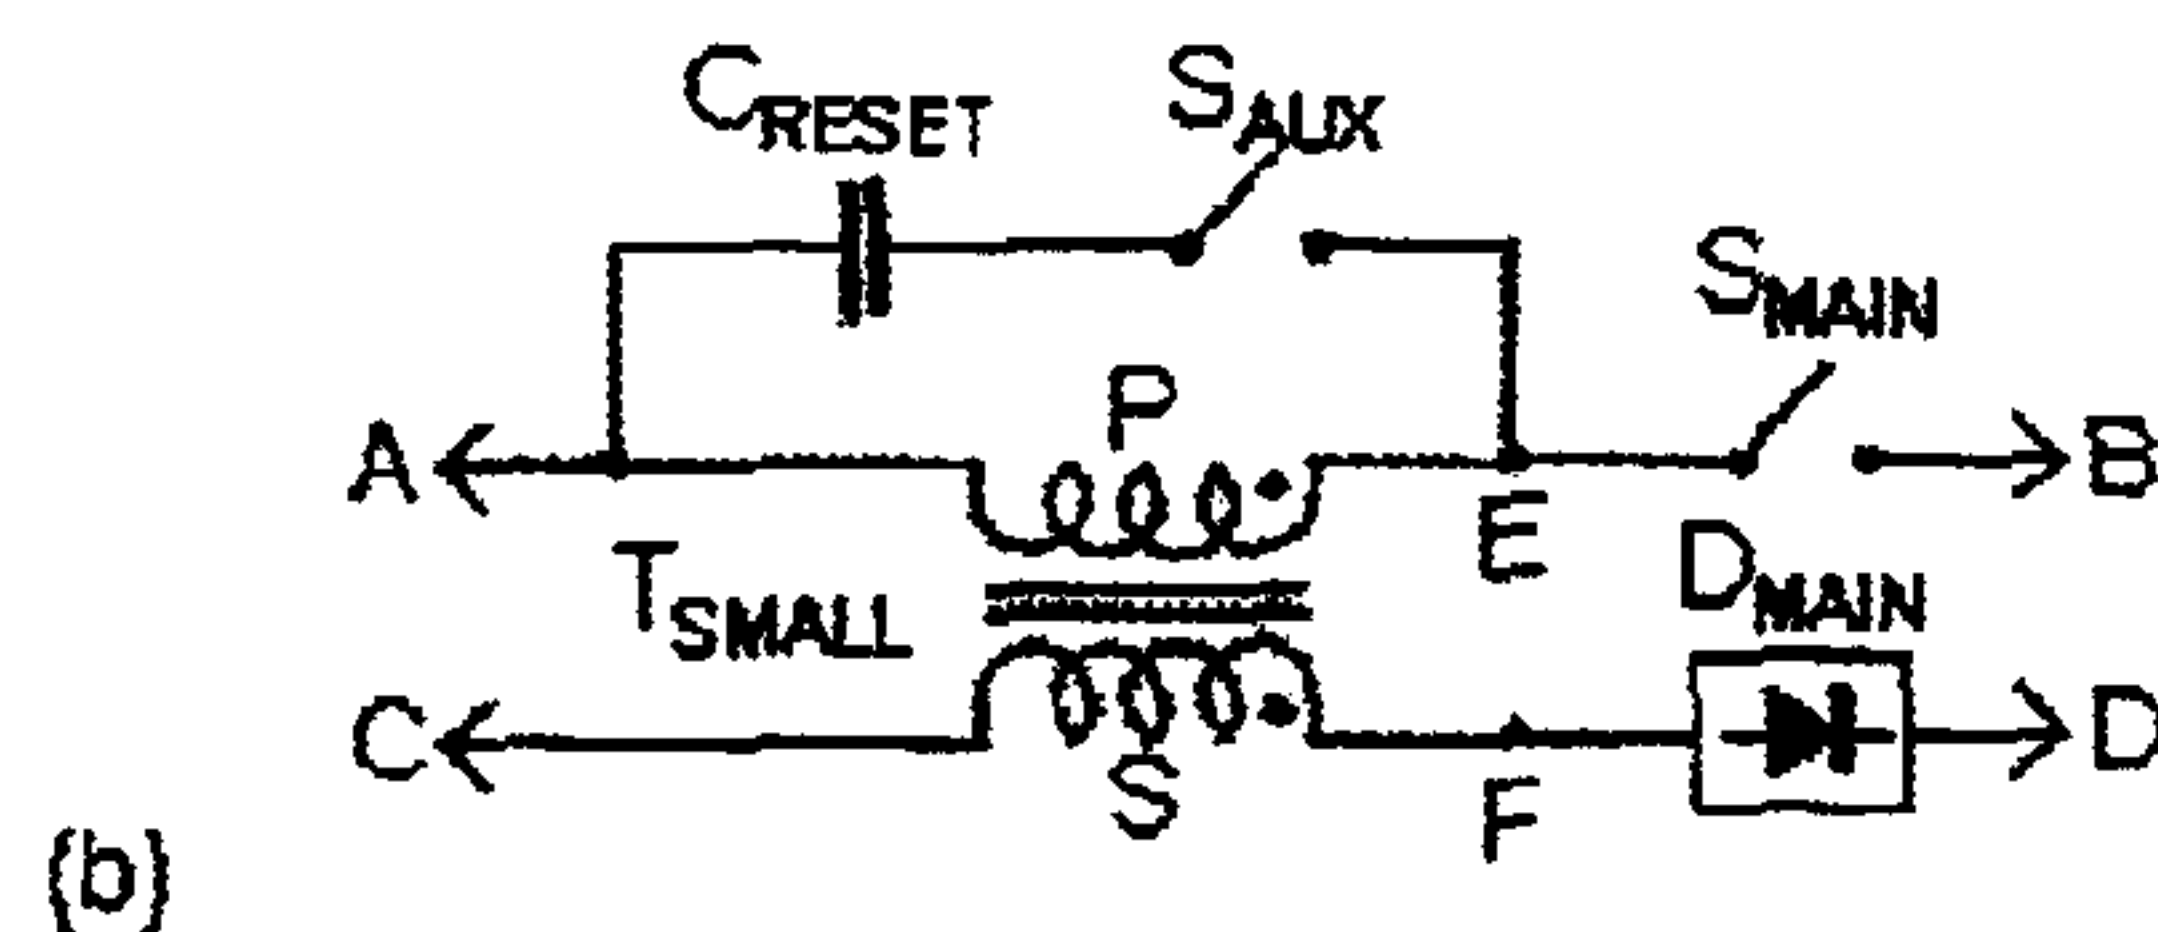 CRESET SAUX
SMAIN
P
A B
E
TSMALL DMAIN
C D
S F
(b)